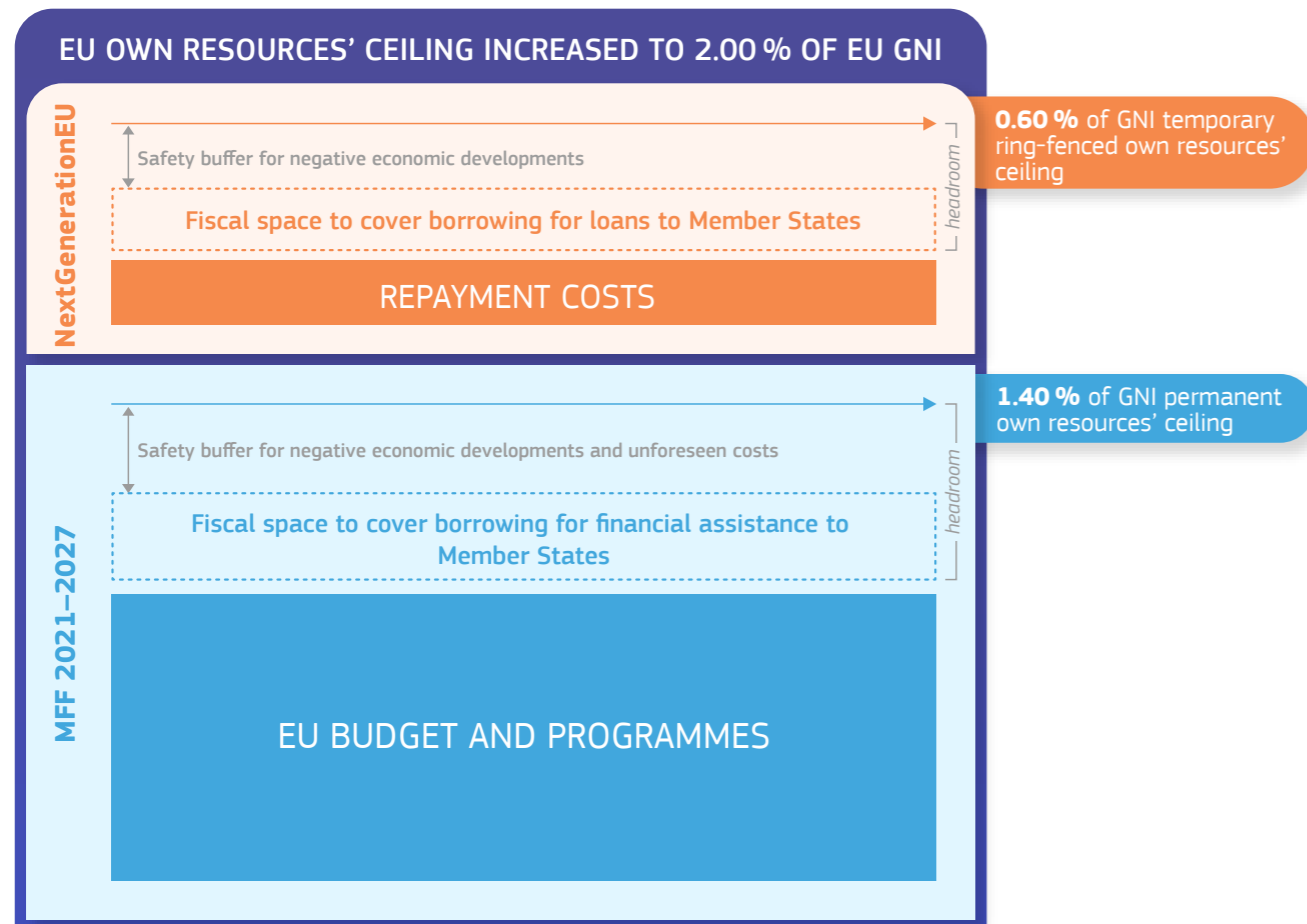 EU OWN RESOURCES’ CEILING INCREASED TO 2.00 % OF EU GNI
NextGenerationEU
Safety buffer for negative economic developments
Fiscal space to cover borrowing for loans to Member States
REPAYMENT COSTS
headroom
0.60 % of GNI temporary
ring-fenced own resources’
ceiling
MFF 2021–2027
Safety buffer for negative economic developments and unforeseen costs
Fiscal space to cover borrowing for financial assistance to
Member States
EU BUDGET AND PROGRAMMES
headroom
1.40 % of GNI permanent
own resources’ ceiling